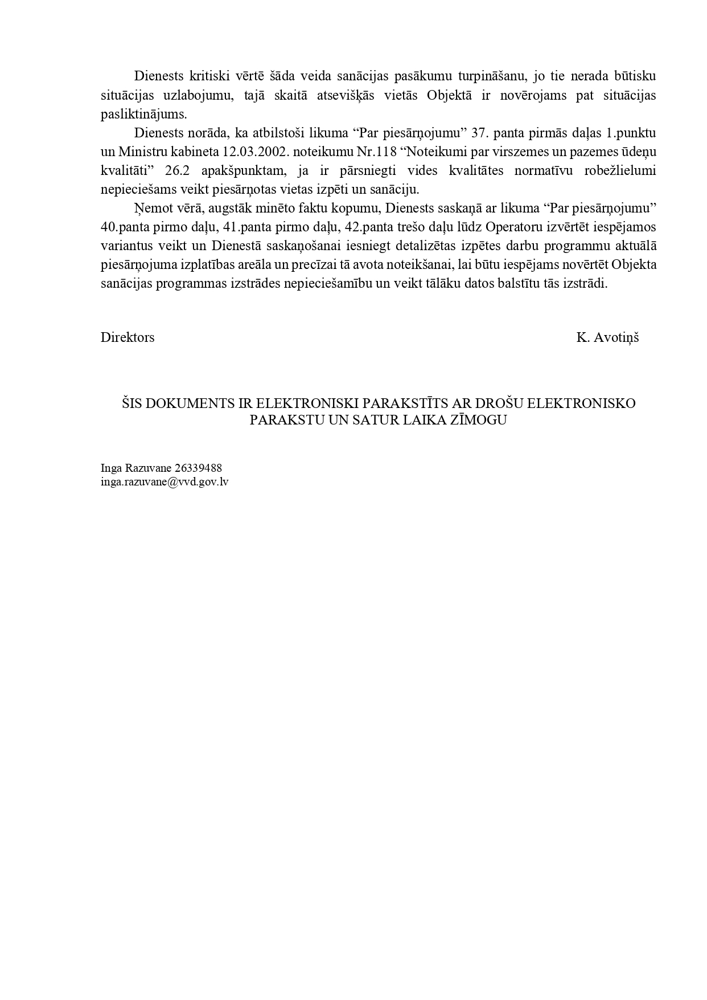 Dienests kritiski vērtē šāda veida sanācijas pasākumu turpināšanu, jo tie nerada būtisku
situācijas uzlabojumu, tajā skaitā atsevišķās vietās Objektā ir novērojams pat situācijas
pasliktinājums.
Dienests norāda, ka atbilstoši likuma “Par piesārņojumu” 37. panta pirmās daļas 1.punktu
un Ministru kabineta 12.03.2002. noteikumu Nr.118 “Noteikumi par virszemes un pazemes ūdeņu
kvalitāti” 26.2 apakšpunktam, ja ir pārsniegti vides kvalitātes normatīvu robežlielumi
nepieciešams veikt piesārņotas vietas izpēti un sanāciju.
Ņemot vērā, augstāk minēto faktu kopumu, Dienests saskaņā ar likuma “Par piesārņojumu”
40.panta pirmo daļu, 41.panta pirmo daļu, 42.panta trešo daļu lūdz Operatoru izvērtēt iespējamos
variantus veikt un Dienestā saskaņošanai iesniegt detalizētas izpētes darbu programmu aktuālā
piesārņojuma izplatības areāla un precīzai tā avota noteikšanai, lai būtu iespējams novērtēt Objekta
sanācijas programmas izstrādes nepieciešamību un veikt tālāku datos balstītu tās izstrādi.
Direktors K. Avotiņš
ŠIS DOKUMENTS IR ELEKTRONISKI PARAKSTĪTS AR DROŠU ELEKTRONISKO
PARAKSTU UN SATUR LAIKA ZĪMOGU
Inga Razuvane 26339488
inga.razuvane@vvd.gov.lv